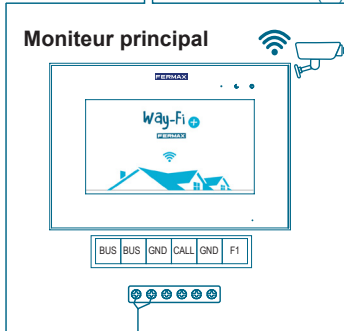 Moniteur principal
FERMAX
Way-Fi
FERMAX
BUS BUS GND CALL GND F1